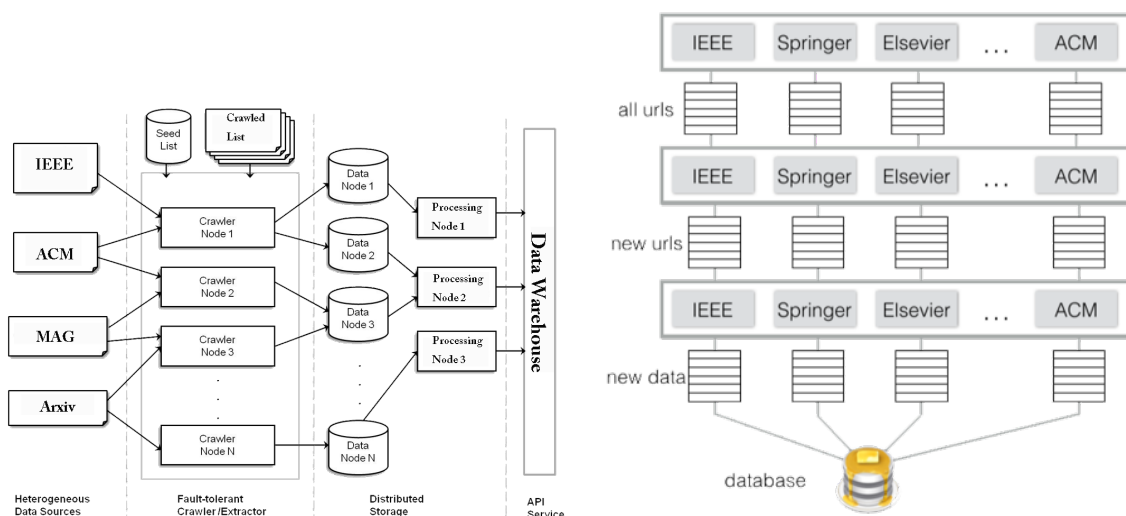 IEEE
ACM
MAG
Arxiv
Seed
List
Crawled
List
Crawler
Node 1
Crawler
Node 2
Crawler
Node 3
Crawler
Node N
Data
Node 1
Data
Node 2
Data
Node 3
Data
Node N
Processing
Node 1
Processing
Node 2
Processing
Node 3
Data Warehouse
Heterogeneous
Data Sources
Fault-tolerant
Crawler/Extractor
Distributed
Storage
API
Service
IEEE Springer Elsevier ... ACM
all urls
IEEE Springer Elsevier ... ACM
new urls
IEEE Springer Elsevier ... ACM
new data
database